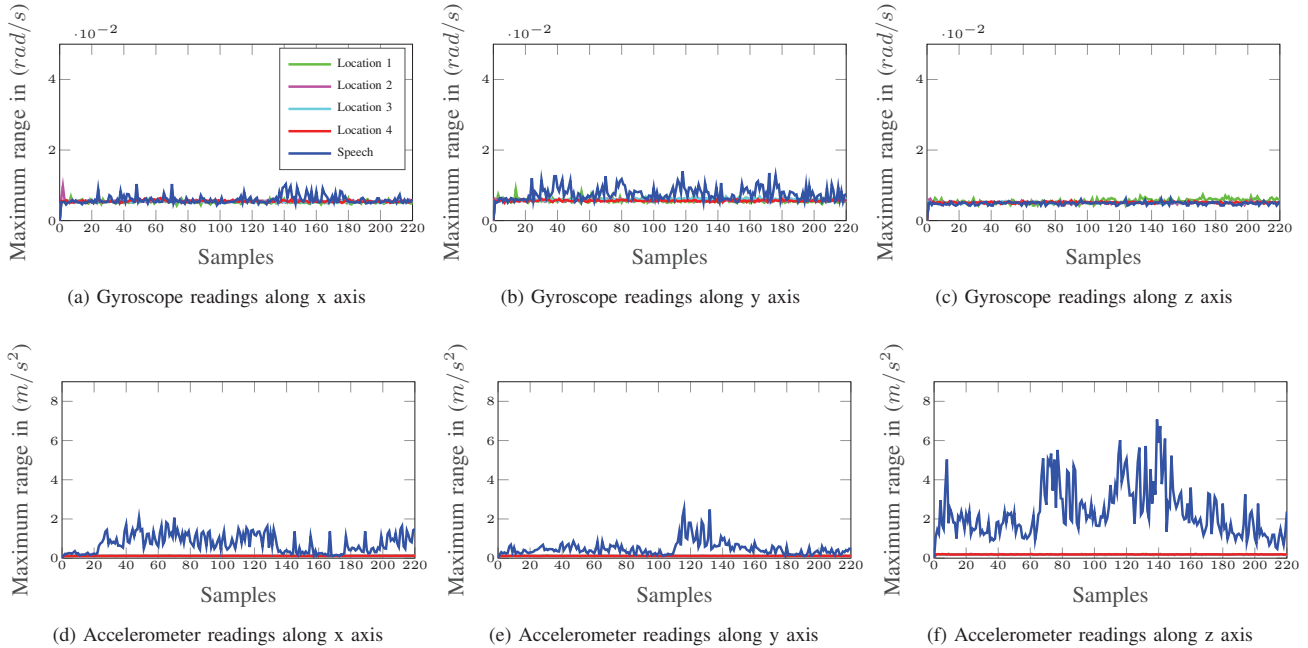 ·10⁻²
Maximum range in (rad/s)
4
2
0
0 20 40 60 80 100 120 140 160 180 200 220
Samples
Location 1
Location 2
Location 3
Location 4
Speech
(a) Gyroscope readings along x axis
·10⁻²
Maximum range in (rad/s)
4
2
0
0 20 40 60 80 100 120 140 160 180 200 220
Samples
(b) Gyroscope readings along y axis
·10⁻²
Maximum range in (rad/s)
4
2
0
0 20 40 60 80 100 120 140 160 180 200 220
Samples
(c) Gyroscope readings along z axis
Maximum range in (m/s²)
8
6
4
2
0
0 20 40 60 80 100 120 140 160 180 200 220
Samples
(d) Accelerometer readings along x axis
Maximum range in (m/s²)
8
6
4
2
0
0 20 40 60 80 100 120 140 160 180 200 220
Samples
(e) Accelerometer readings along y axis
Maximum range in (m/s²)
8
6
4
2
0
0 20 40 60 80 100 120 140 160 180 200 220
Samples
(f) Accelerometer readings along z axis